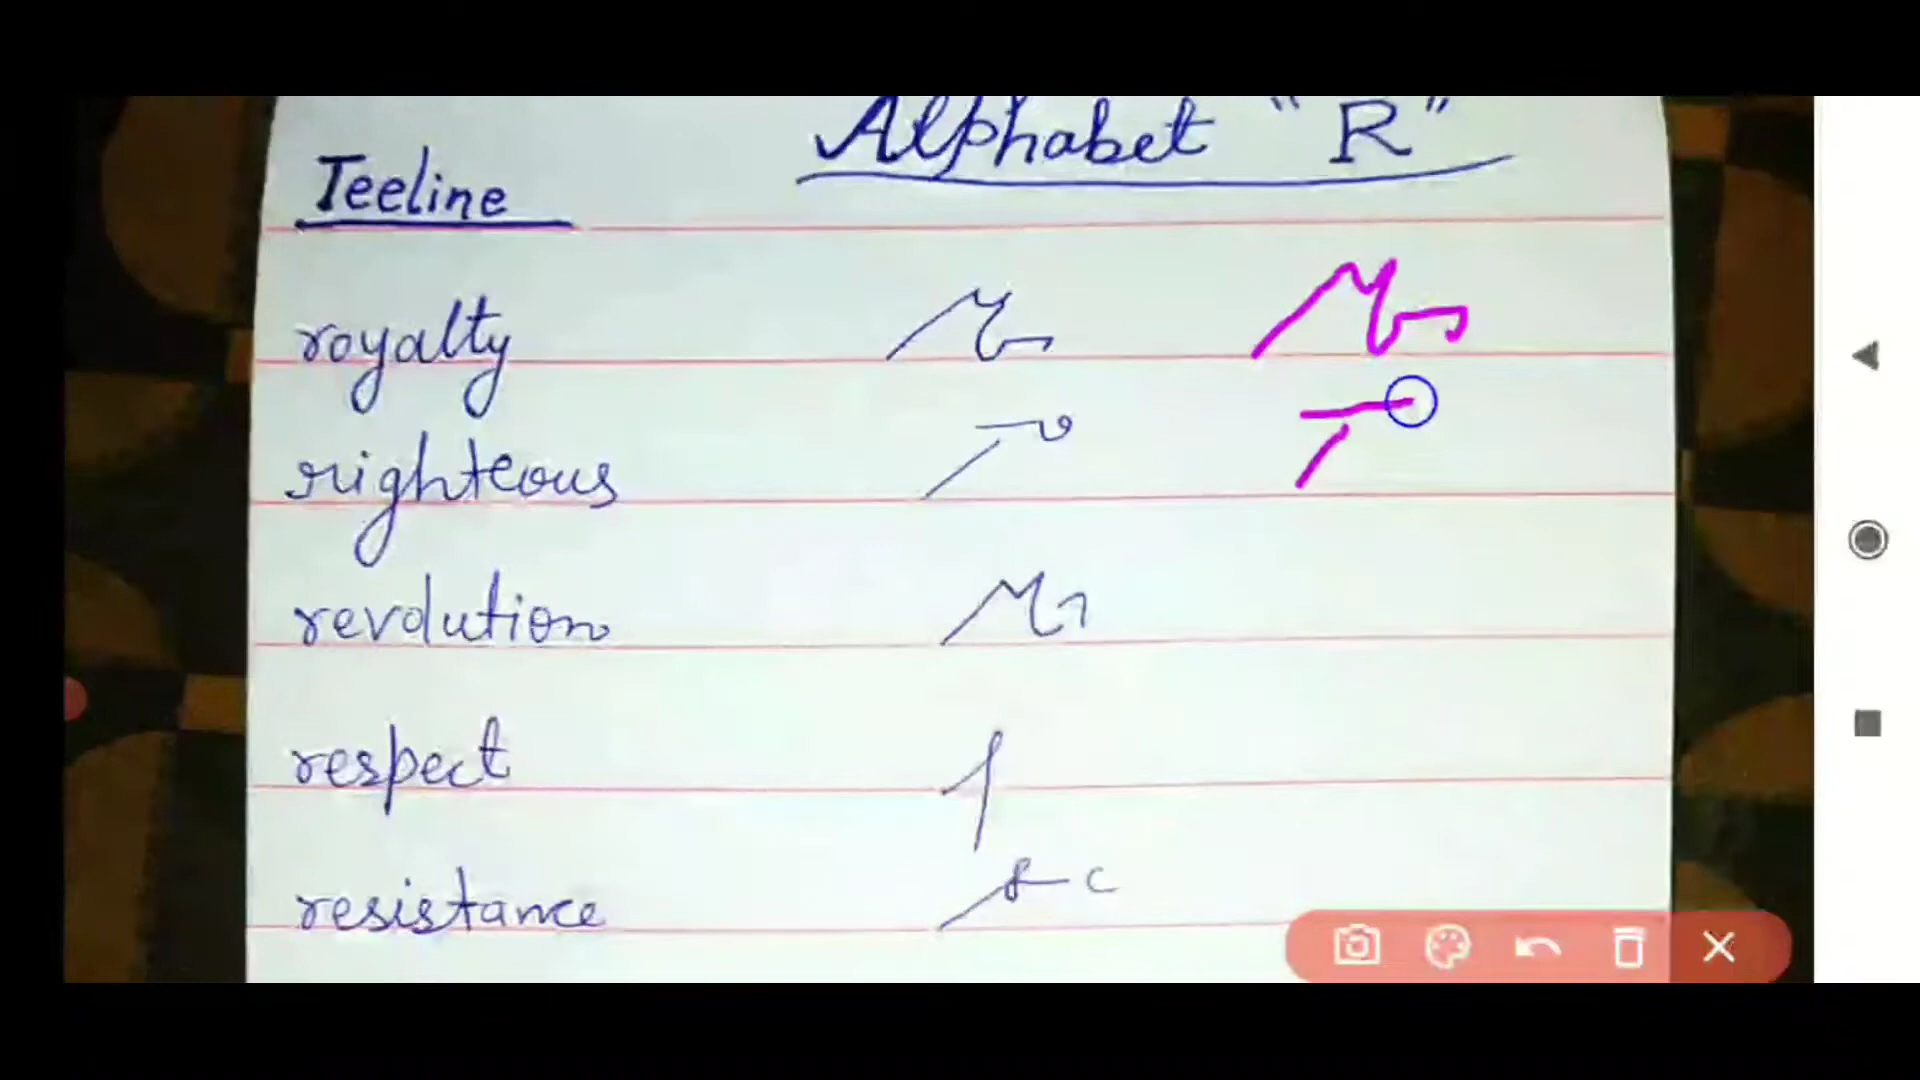 Alphabet "R"
Teeline
royalty
righteous
revolution
respect
resistance